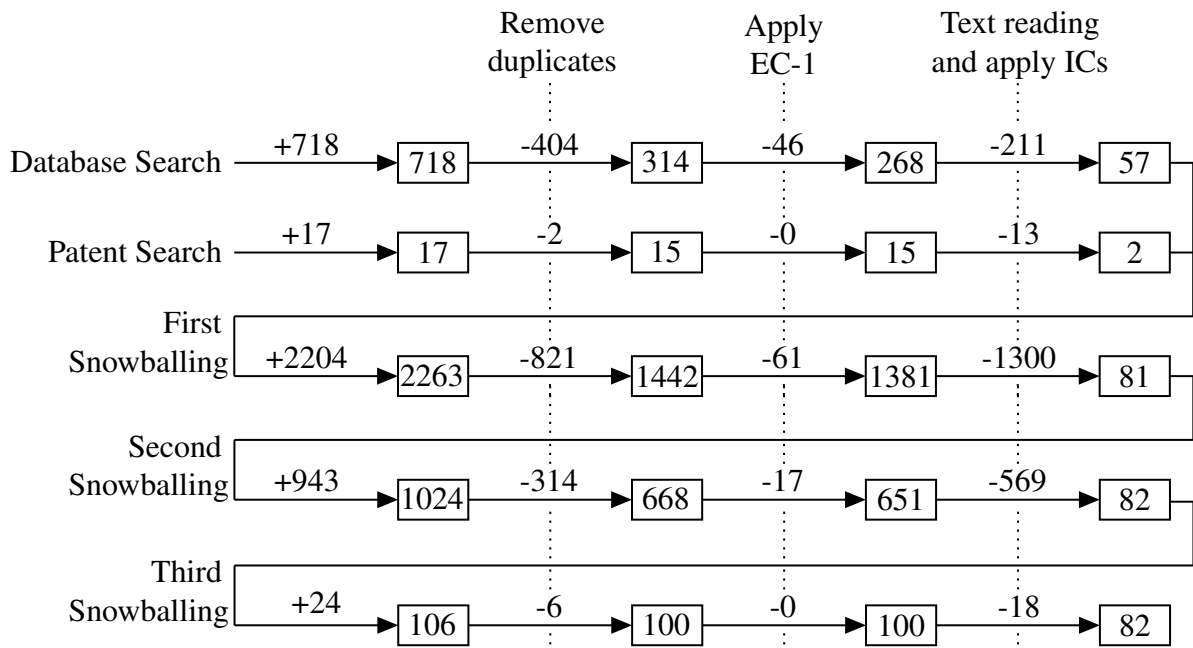 Remove
duplicates
Apply
EC-1
Text reading
and apply ICs
Database Search +718 718 -404 314 -46 268 -211 57
Patent Search +17 17 -2 15 -0 15 -13 2
First
Snowballing +2204 2263 -821 1442 -61 1381 -1300 81
Second
Snowballing +943 1024 -314 668 -17 651 -569 82
Third
Snowballing +24 106 -6 100 -0 100 -18 82